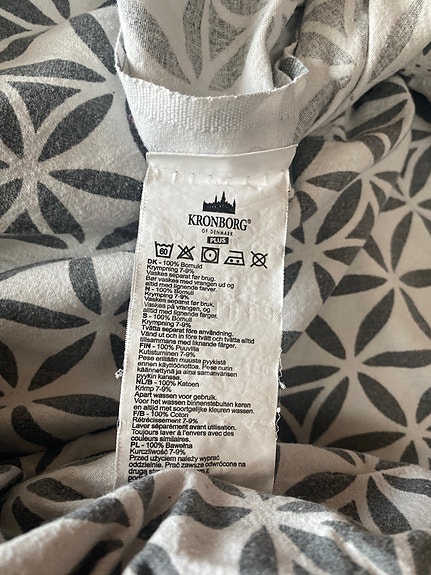 KRONBORG®
OF DENMARK
PLUS
60
DK - 100% Bomuld
Krympning 7-9%
Vaskes separat før brug.
Bør vaskes med vrangen ud og
altid med lignende farver.
N - 100% Bomull
Krymping 7-9%
Vaskes separat før bruk.
Vaskes på vrangen, og
alltid med lignende farger.
S - 100% Bomull
Krympning 7-9%
Tvätta separat före användning.
Vänd ut och in före tvätt och tvätta alltid
tillsammans med liknande färger.
FIN - 100% Puuvilla
Kutistuminen 7-9%
Pese erillään muusta pyykistä
ennen käyttöönottoa. Pese nurin
käännettynä ja aina samanvärisen
pyykin kanssa.
NL/B - 100% Katoen
Krimp 7-9%
Apart wassen voor gebruik.
Voor het wassen binnenstebuiten keren
en altijd met soortgelijke kleuren wassen.
F/B - 100% Coton
Rétrécissement 7-9%
Laver séparément avant utilisation.
Toujours laver à l'envers avec des
couleurs similaires.
PL - 100% Bawełna
Kurczliwość 7-9%
Przed użyciem należy wyprać
oddzielnie. Prać zawsze odwrócone na
drugą